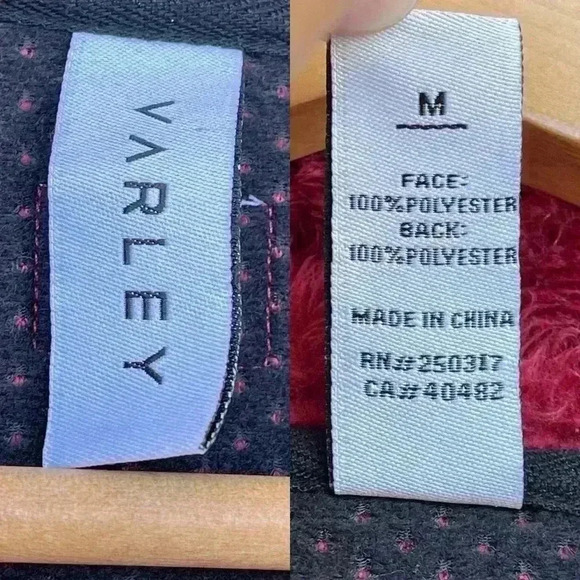 VARLEY
M
FACE:
100%POLYESTER
BACK:
100%POLYESTER
MADE IN CHINA
RN#250317
CA#40482